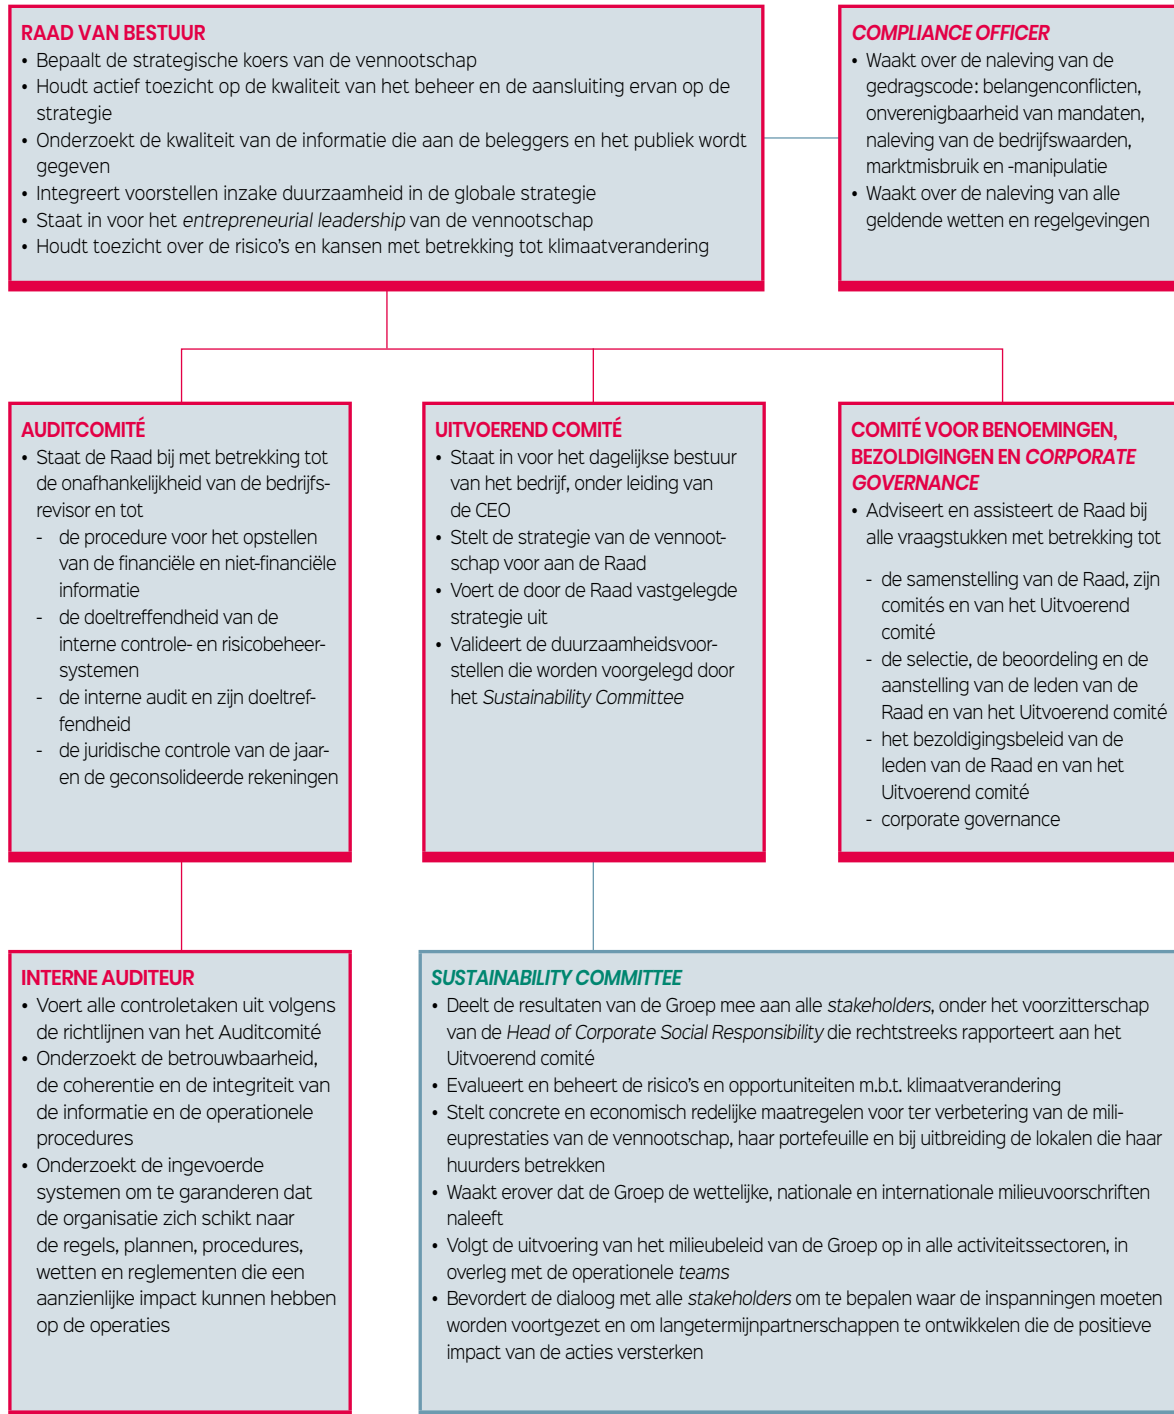 RAAD VAN BESTUUR
• Bepaalt de strategische koers van de vennootschap
• Houdt actief toezicht op de kwaliteit van het beheer en de aansluiting ervan op de
strategie
• Onderzoekt de kwaliteit van de informatie die aan de beleggers en het publiek wordt
gegeven
• Integreert voorstellen inzake duurzaamheid in de globale strategie
• Staat in voor het entrepreneurial leadership van de vennootschap
• Houdt toezicht over de risico's en kansen met betrekking tot klimaatverandering
COMPLIANCE OFFICER
• Waakt over de naleving van de
gedragscode: belangenconflicten,
onverenigbaarheid van mandaten,
naleving van de bedrijfswaarden,
marktmisbruik en -manipulatie
• Waakt over de naleving van alle
geldende wetten en regelgevingen
AUDITCOMITÉ
• Staat de Raad bij met betrekking tot
de onafhankelijkheid van de bedrijfs-
revisor en tot
- de procedure voor het opstellen
van de financiële en niet-financiële
informatie
- de doeltreffendheid van de
interne controle- en risicobeheer-
systemen
- de interne audit en zijn doeltref-
fendheid
- de juridische controle van de jaar-
en de geconsolideerde rekeningen
UITVOEREND COMITÉ
• Staat in voor het dagelijkse bestuur
van het bedrijf, onder leiding van
de CEO
• Stelt de strategie van de vennoot-
schap voor aan de Raad
• Voert de door de Raad vastgelegde
strategie uit
• Valideert de duurzaamheidsvoor-
stellen die worden voorgelegd door
het Sustainability Committee
COMITÉ VOOR BENOEMINGEN,
BEZOLDIGINGEN EN CORPORATE
GOVERNANCE
• Adviseert en assisteert de Raad bij
alle vraagstukken met betrekking tot
- de samenstelling van de Raad, zijn
comités en van het Uitvoerend
comité
- de selectie, de beoordeling en de
aanstelling van de leden van de
Raad en van het Uitvoerend comité
- het bezoldigingsbeleid van de
leden van de Raad en van het
Uitvoerend comité
- corporate governance
INTERNE AUDITEUR
• Voert alle controletaken uit volgens
de richtlijnen van het Auditcomité
• Onderzoekt de betrouwbaarheid,
de coherentie en de integriteit van
de informatie en de operationele
procedures
• Onderzoekt de ingevoerde
systemen om te garanderen dat
de organisatie zich schikt naar
de regels, plannen, procedures,
wetten en reglementen die een
aanzienlijke impact kunnen hebben
op de operaties
SUSTAINABILITY COMMITTEE
• Deelt de resultaten van de Groep mee aan alle stakeholders, onder het voorzitterschap
van de Head of Corporate Social Responsibility die rechtstreeks rapporteert aan het
Uitvoerend comité
• Evalueert en beheert de risico's en opportuniteiten m.b.t. klimaatverandering
• Stelt concrete en economisch redelijke maatregelen voor ter verbetering van de mili-
euprestaties van de vennootschap, haar portefeuille en bij uitbreiding de lokalen die haar
huurders betrekken
• Waakt erover dat de Groep de wettelijke, nationale en internationale milieuvoorschriften
naleeft
• Volgt de uitvoering van het milieubeleid van de Groep op in alle activiteitssectoren, in
overleg met de operationele teams
• Bevordert de dialoog met alle stakeholders om te bepalen waar de inspanningen moeten
worden voortgezet en om langetermijnpartnerschappen te ontwikkelen die de positieve
impact van de acties versterken